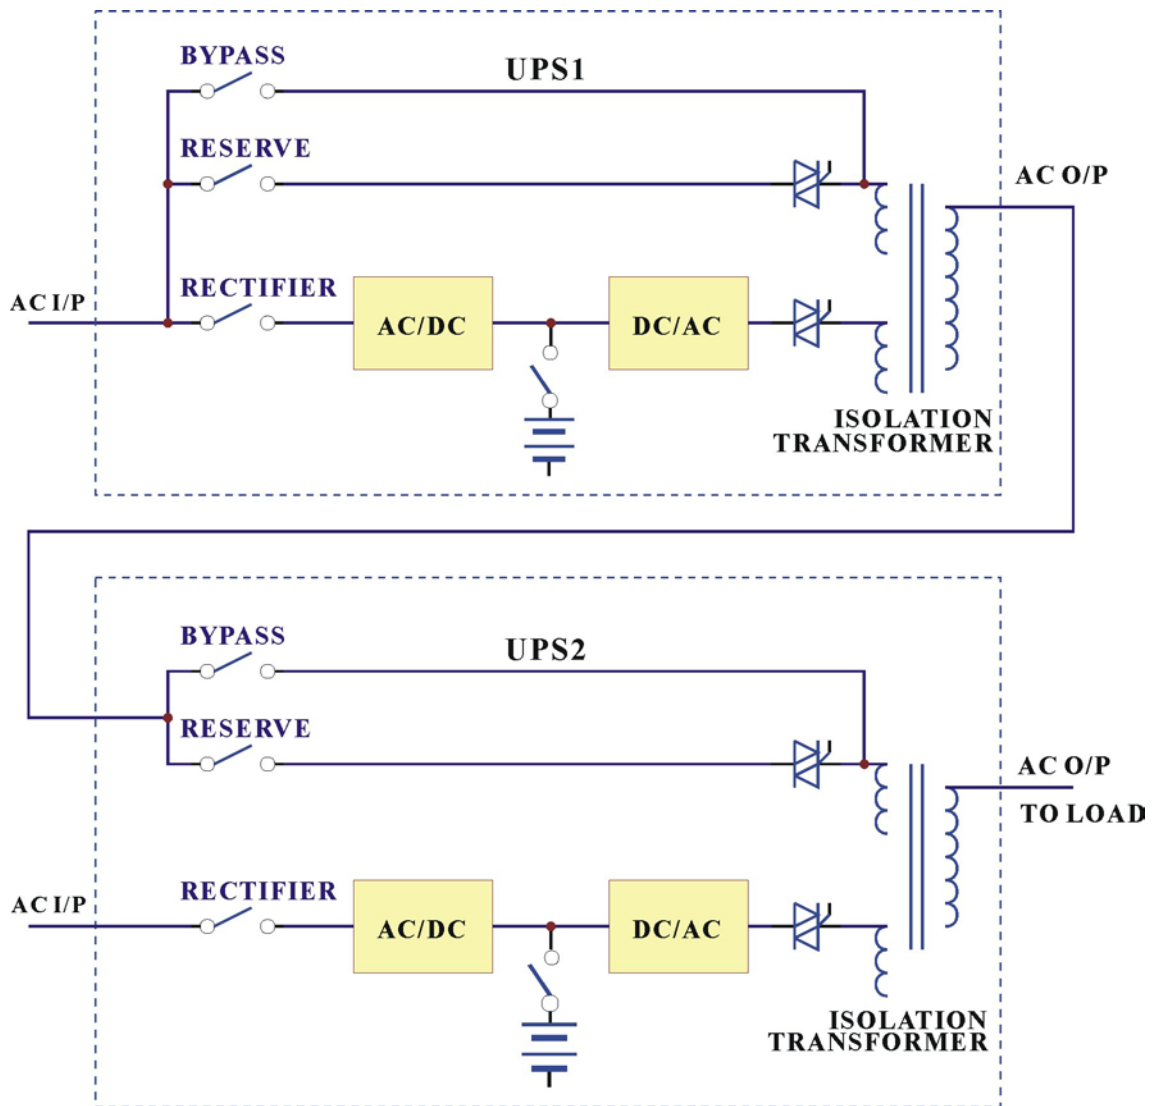 BYPASS
UPS1
RESERVE
AC O/P
AC I/P
RECTIFIER
AC/DC
DC/AC
ISOLATION
TRANSFORMER
BYPASS
UPS2
RESERVE
AC O/P
TO LOAD
AC I/P
RECTIFIER
AC/DC
DC/AC
ISOLATION
TRANSFORMER